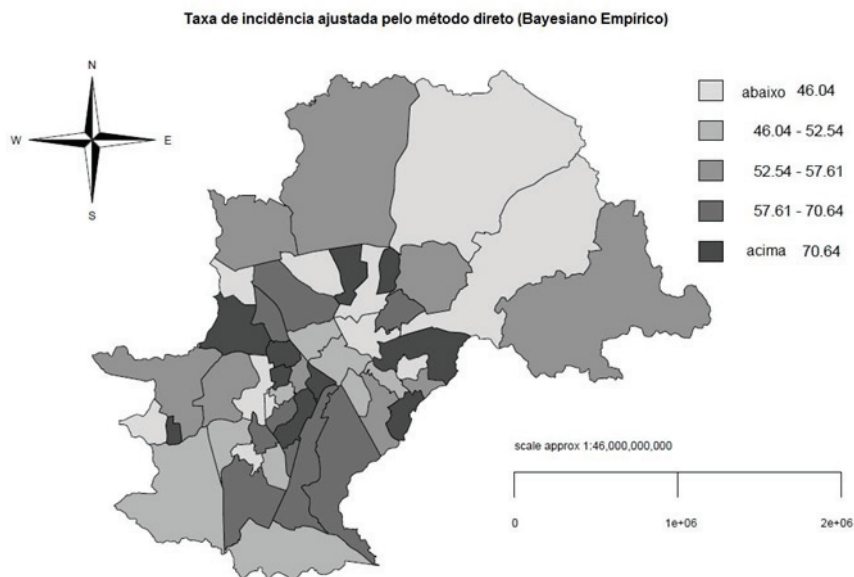 Taxa de incidência ajustada pelo método direto (Bayesiano Empírico)
N
W
E
S
abaixo 46.04
46.04 - 52.54
52.54 - 57.61
57.61 - 70.64
acima 70.64
scale approx 1:46,000,000,000
0
1e+06
2e+06